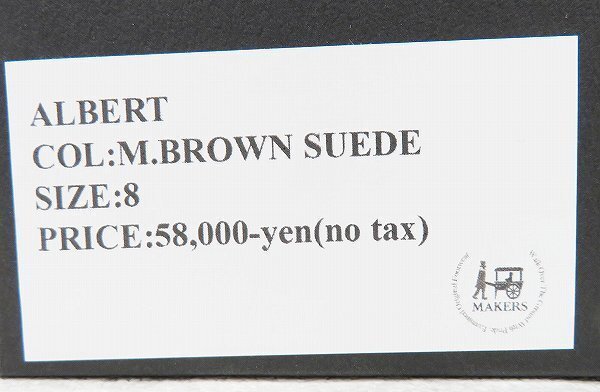 ALBERT
COL:M.BROWN SUEDE
SIZE:8
PRICE:58,000-yen(no tax)
MAKERS